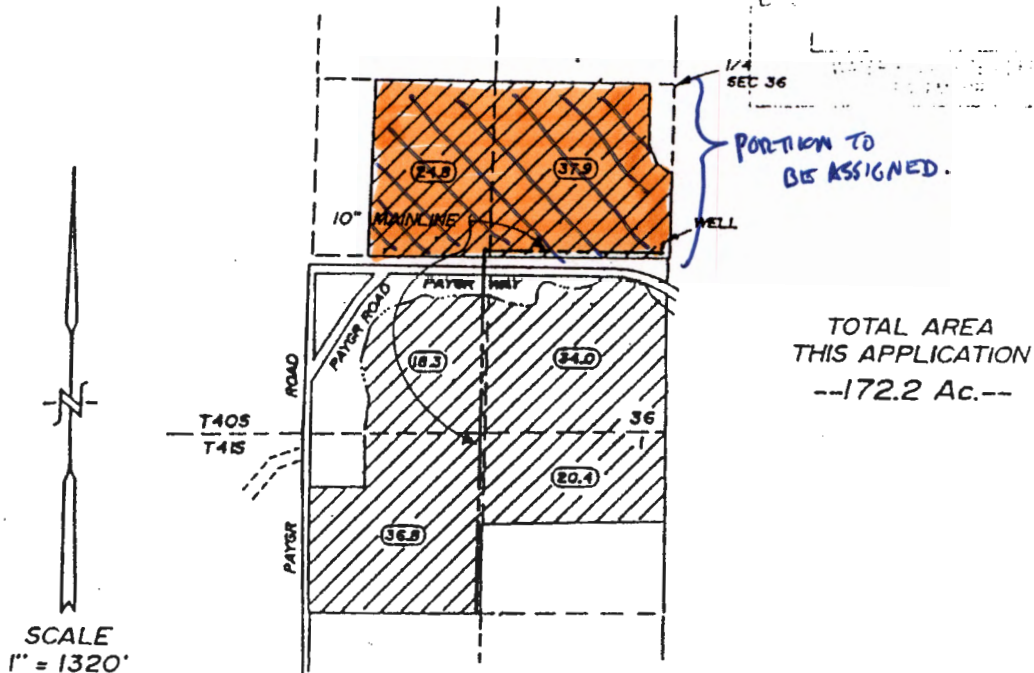 1/4
SEC 36
PORTION TO
BE ASSIGNED.
24.8
37.9
10" MAINLINE
WELL
PAYGR WAY
PAYGR ROAD
ROAD
18.3
34.0
TOTAL AREA
THIS APPLICATION
--172.2 Ac.--
T40S
T41S
36
1
20.4
36.8
PAYGR
SCALE
1" = 1320'